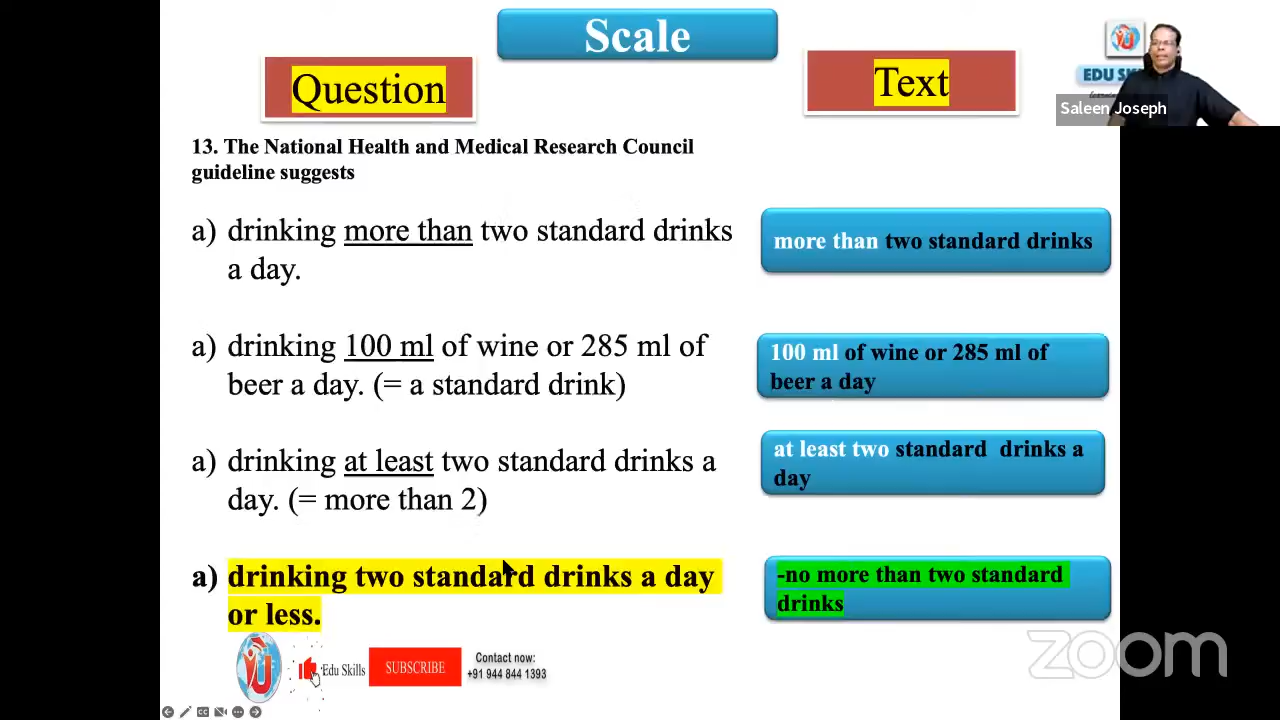 Scale
Question
Text
EDU SK
Saleen Joseph
13. The National Health and Medical Research Council
guideline suggests
a) drinking more than two standard drinks
a day.
more than two standard drinks
a) drinking 100 ml of wine or 285 ml of
beer a day. (= a standard drink)
100 ml of wine or 285 ml of
beer a day
a) drinking at least two standard drinks a
day. (= more than 2)
at least two standard drinks a
day
a) drinking two standard drinks a day
or less.
-no more than two standard
drinks
Edu Skills
SUBSCRIBE
Contact now:
+91 944 844 1393
zoom